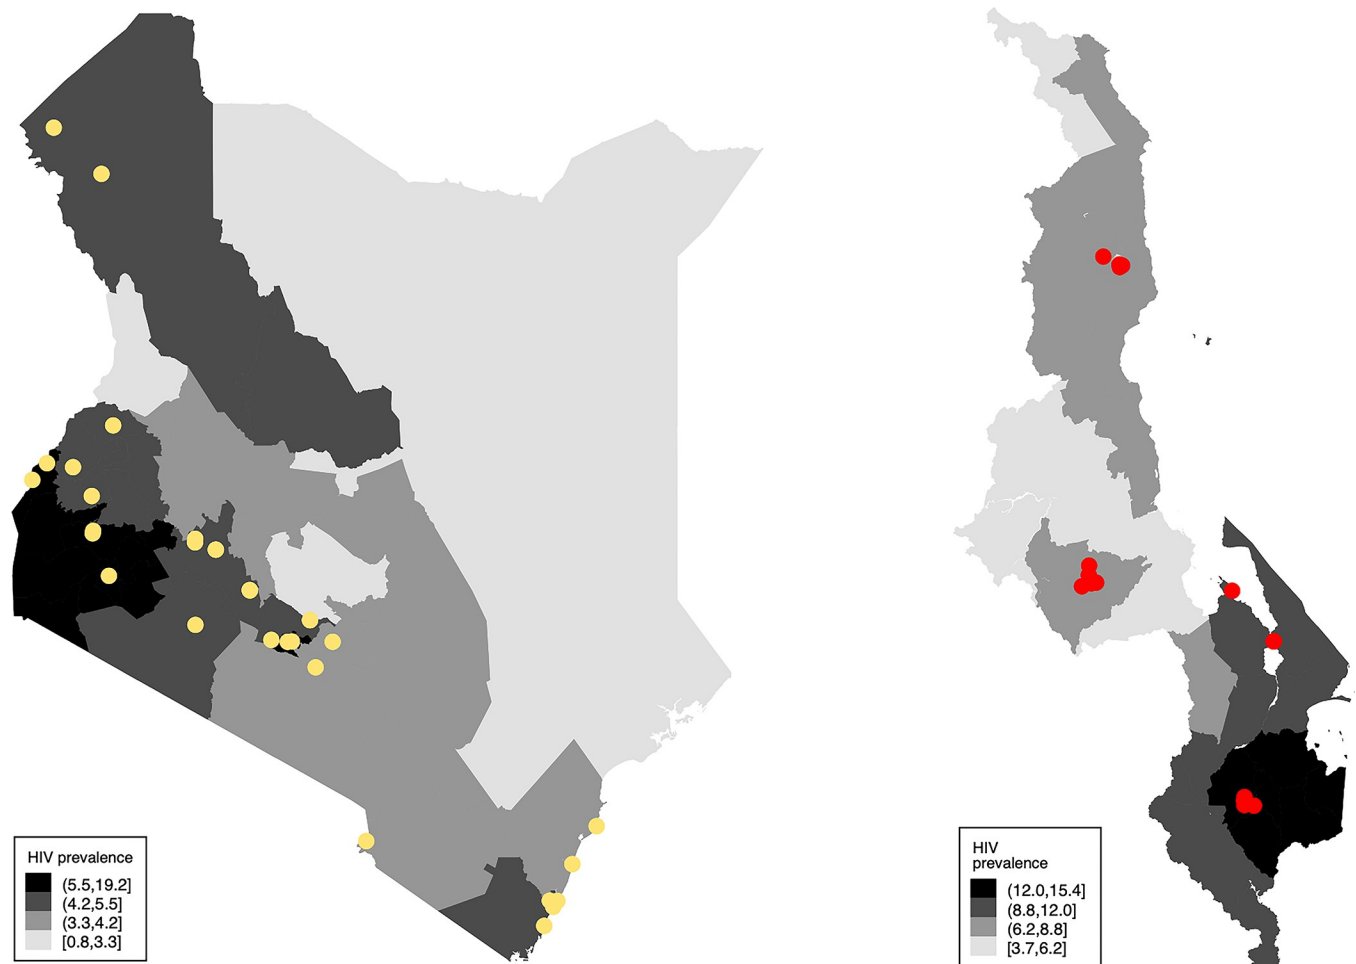 HIV prevalence
(5.5,19.2]
(4.2,5.5]
(3.3,4.2]
[0.8,3.3]
HIV
prevalence
(12.0,15.4]
(8.8,12.0]
(6.2,8.8]
[3.7,6.2]